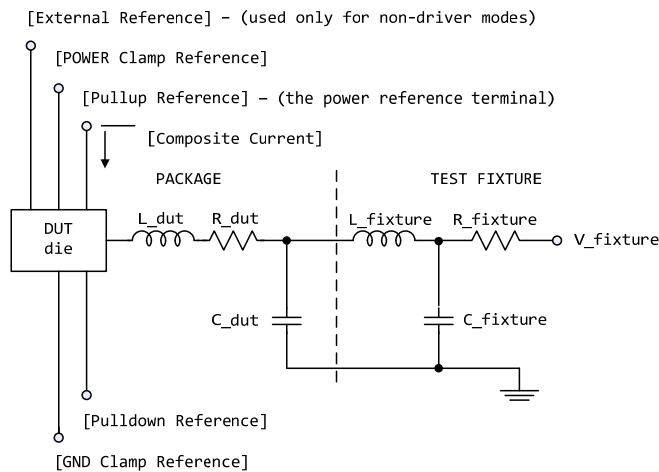 [External Reference] – (used only for non-driver modes)
[POWER Clamp Reference]
[Pullup Reference] – (the power reference terminal)
[Composite Current]
PACKAGE
TEST FIXTURE
DUT
die
L_dut
R_dut
L_fixture
R_fixture
V_fixture
C_dut
C_fixture
[Pulldown Reference]
[GND Clamp Reference]